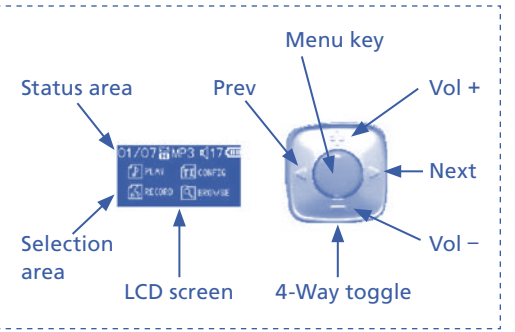 Menu key
Status area
Prev
Vol +
01/07 MP3 17
PLAY CONFIG
RECORD BROWSE
Next
Selection
area
Vol –
LCD screen
4-Way toggle